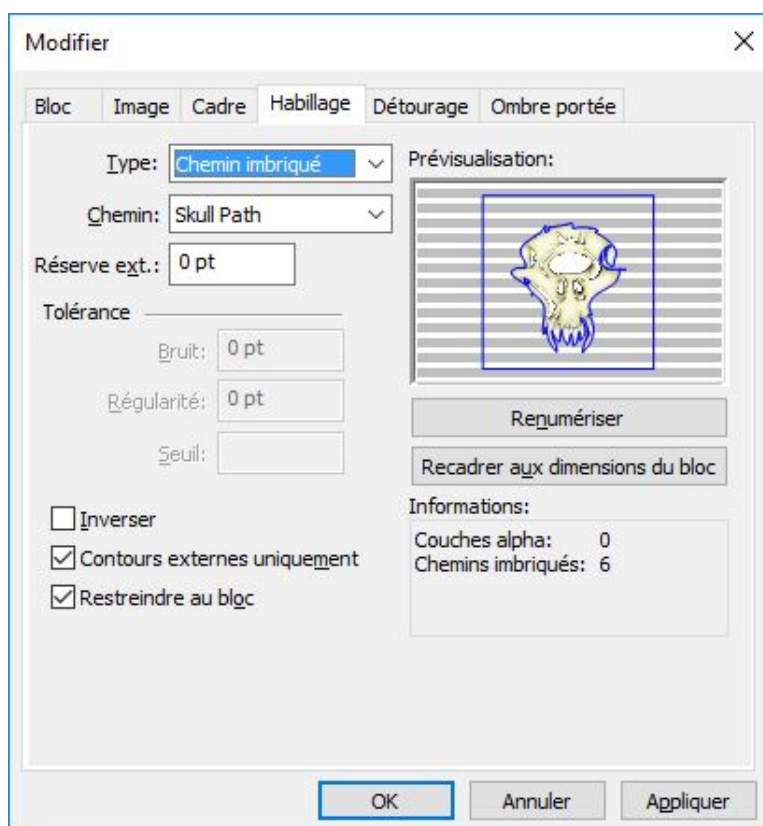 Modifier
Bloc Image Cadre Habillage Détourage Ombre portée
Type: Chemin imbriqué
Chemin: Skull Path
Réserve ext.: 0 pt
Tolérance
Bruit: 0 pt
Régularité: 0 pt
Seuil:
Inverser
Contours externes uniquement
Restreindre au bloc
Prévisualisation:
Renumériser
Recadrer aux dimensions du bloc
Informations:
Couches alpha: 0
Chemins imbriqués: 6
OK Annuler Appliquer